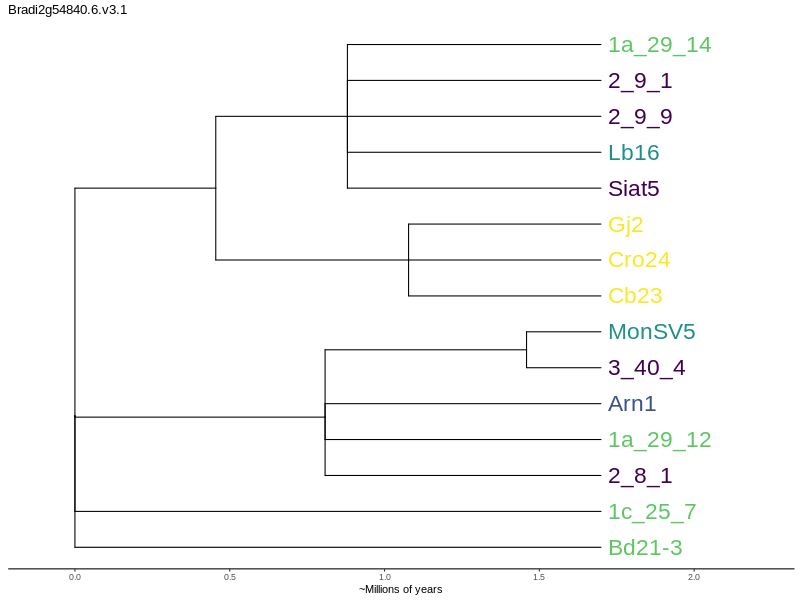 Bradi2g54840.6.v3.1
1a_29_14
2_9_1
2_9_9
Lb16
Siat5
Gj2
Cro24
Cb23
MonSV5
3_40_4
Arn1
1a_29_12
2_8_1
1c_25_7
Bd21-3
0.0 0.5 1.0 1.5 2.0
~Millions of years